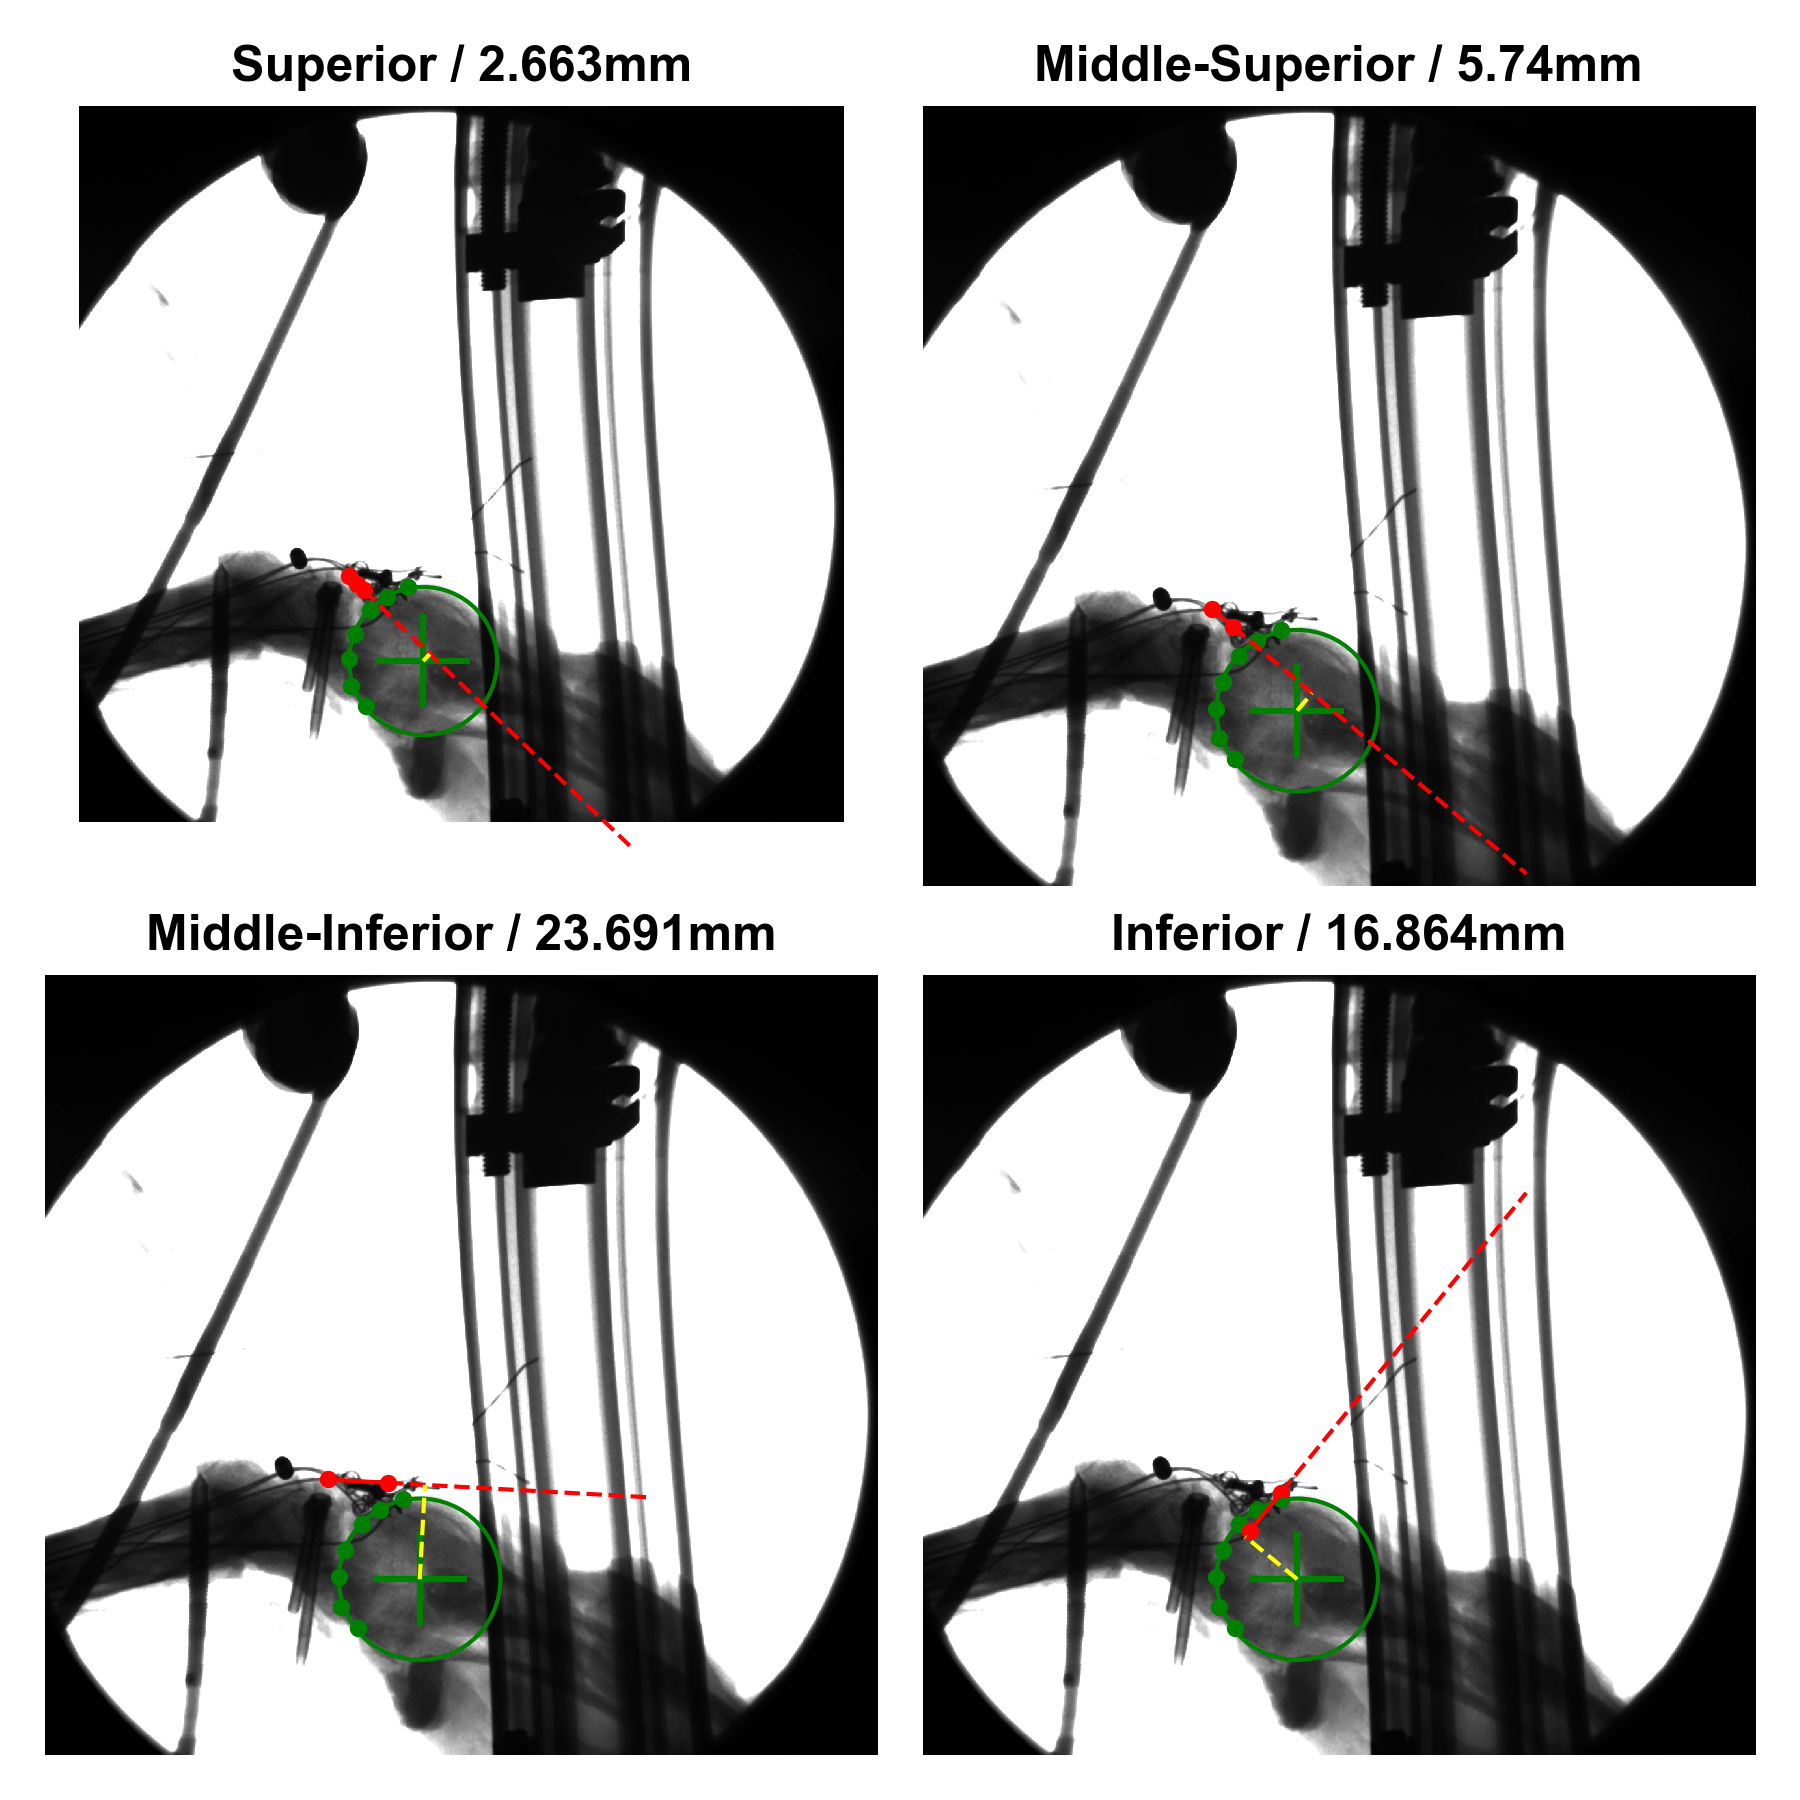 Superior / 2.663mm
Middle-Superior / 5.74mm
Middle-Inferior / 23.691mm
Inferior / 16.864mm